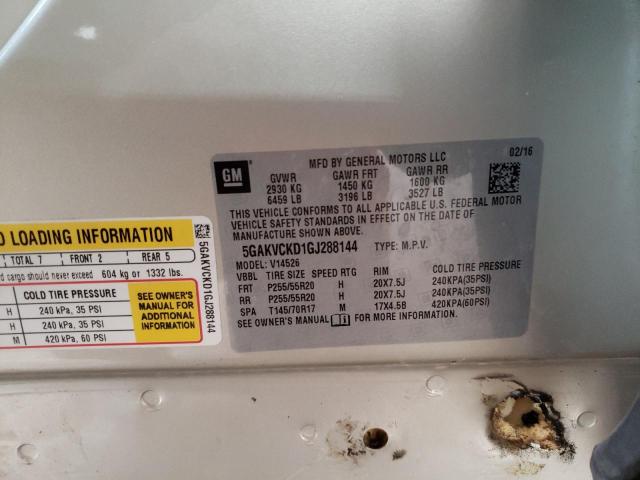 O LOADING INFORMATION
TOTAL 7 FRONT 2 REAR 5
d cargo should never exceed 604 kg or 1332 lbs.
COLD TIRE PRESSURE
H 240 kPa, 35 PSI
H 240 kPa, 35 PSI
M 420 kPa, 60 PSI
SEE OWNER'S
MANUAL FOR
ADDITIONAL
INFORMATION
5GAKVCKD1GJ288144
GM
MFD BY GENERAL MOTORS LLC 02/16
GVWR GAWR FRT GAWR RR
2930 KG 1450 KG 1600 KG
6459 LB 3196 LB 3527 LB
THIS VEHICLE CONFORMS TO ALL APPLICABLE U.S. FEDERAL MOTOR
VEHICLE SAFETY STANDARDS IN EFFECT ON THE DATE OF
MANUFACTURE SHOWN ABOVE.
5GAKVCKD1GJ288144 TYPE: M.P.V.
MODEL: V14526
VBBL TIRE SIZE SPEED RTG RIM COLD TIRE PRESSURE
FRT P255/55R20 H 20X7.5J 240KPA(35PSI)
RR P255/55R20 H 20X7.5J 240KPA(35PSI)
SPA T145/70R17 M 17X4.5B 420KPA(60PSI)
SEE OWNER'S MANUAL i FOR MORE INFORMATION.